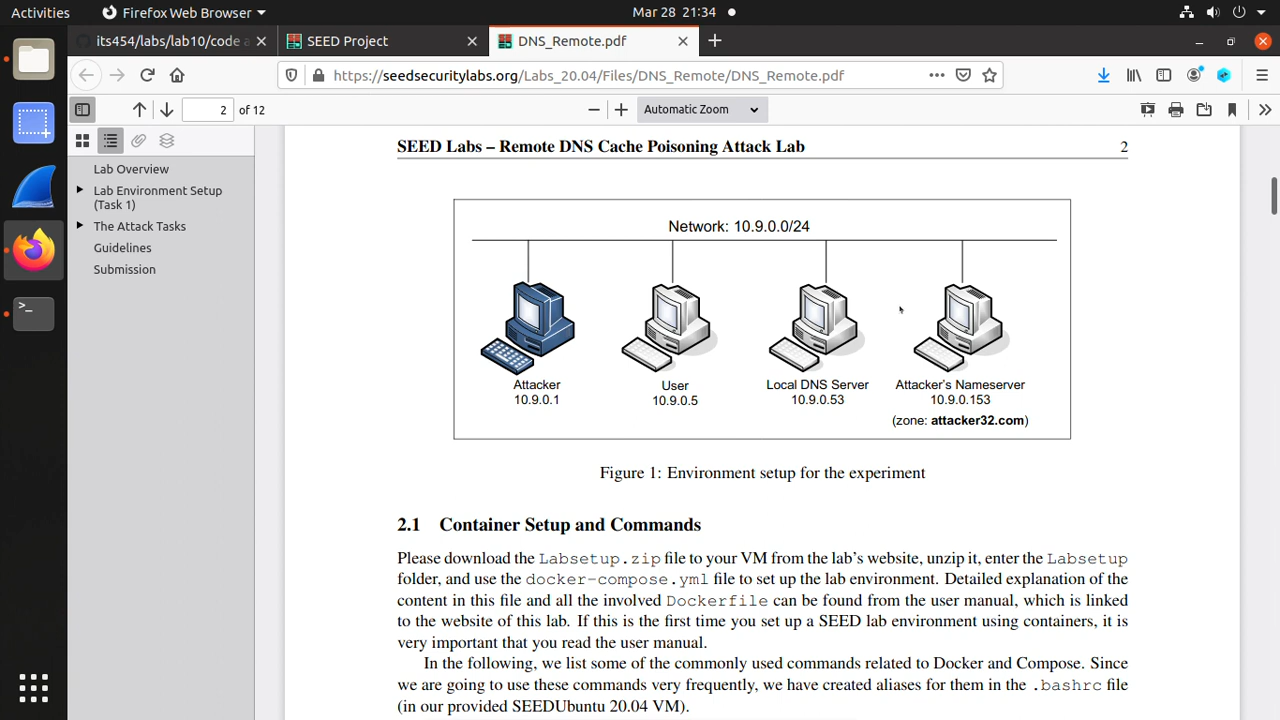 Activities
Firefox Web Browser
Mar 28 21:34
its454/labs/lab10/code a
SEED Project
DNS_Remote.pdf
https://seedsecuritylabs.org/Labs_20.04/Files/DNS_Remote/DNS_Remote.pdf
2 of 12
Automatic Zoom
Lab Overview
Lab Environment Setup
(Task 1)
The Attack Tasks
Guidelines
Submission
SEED Labs – Remote DNS Cache Poisoning Attack Lab 2
Network: 10.9.0.0/24
Attacker
10.9.0.1
User
10.9.0.5
Local DNS Server
10.9.0.53
Attacker's Nameserver
10.9.0.153
(zone: attacker32.com)
Figure 1: Environment setup for the experiment
2.1 Container Setup and Commands
Please download the Labsetup.zip file to your VM from the lab's website, unzip it, enter the Labsetup
folder, and use the docker-compose.yml file to set up the lab environment. Detailed explanation of the
content in this file and all the involved Dockerfile can be found from the user manual, which is linked
to the website of this lab. If this is the first time you set up a SEED lab environment using containers, it is
very important that you read the user manual.
In the following, we list some of the commonly used commands related to Docker and Compose. Since
we are going to use these commands very frequently, we have created aliases for them in the .bashrc file
(in our provided SEEDUbuntu 20.04 VM).